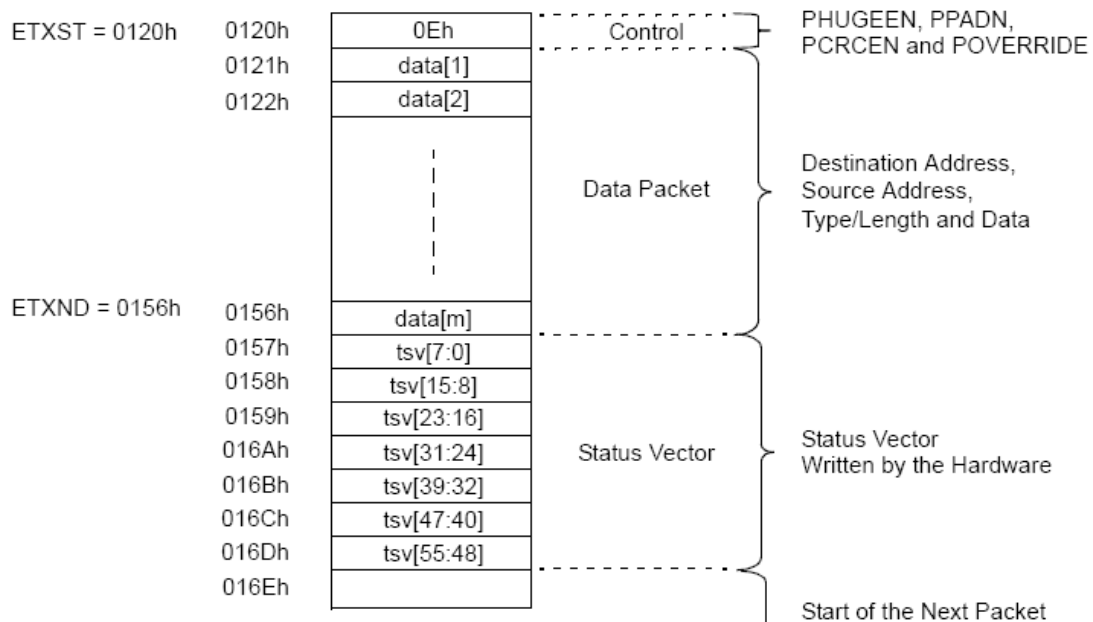 ETXST = 0120h 0120h 0Eh Control PHUGEEN, PPADN,
PCRCEN and POVERRIDE
0121h data[1]
0122h data[2]
Data Packet
Destination Address,
Source Address,
Type/Length and Data
ETXND = 0156h 0156h data[m]
0157h tsv[7:0]
0158h tsv[15:8]
0159h tsv[23:16]
016Ah tsv[31:24]
016Bh tsv[39:32]
016Ch tsv[47:40]
016Dh tsv[55:48]
Status Vector
Status Vector
Written by the Hardware
016Eh
Start of the Next Packet